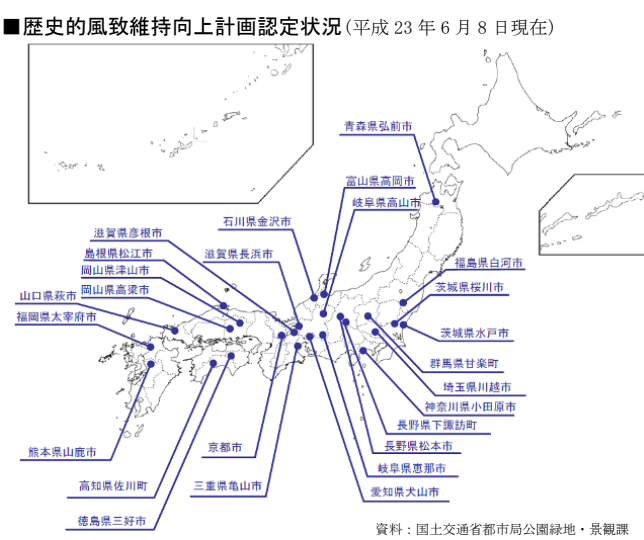 ■歴史的風致維持向上計画認定状況(平成 23 年 6 月 8 日現在)
青森県弘前市
富山県高岡市
岐阜県高山市
石川県金沢市
滋賀県彦根市
滋賀県長浜市
島根県松江市
岡山県津山市
岡山県高梁市
山口県萩市
福岡県太宰府市
福島県白河市
茨城県桜川市
茨城県水戸市
群馬県甘楽町
埼玉県川越市
神奈川県小田原市
長野県下諏訪町
長野県松本市
岐阜県恵那市
愛知県犬山市
京都市
三重県亀山市
熊本県山鹿市
高知県佐川町
徳島県三好市
資料：国土交通省都市局公園緑地・景観課